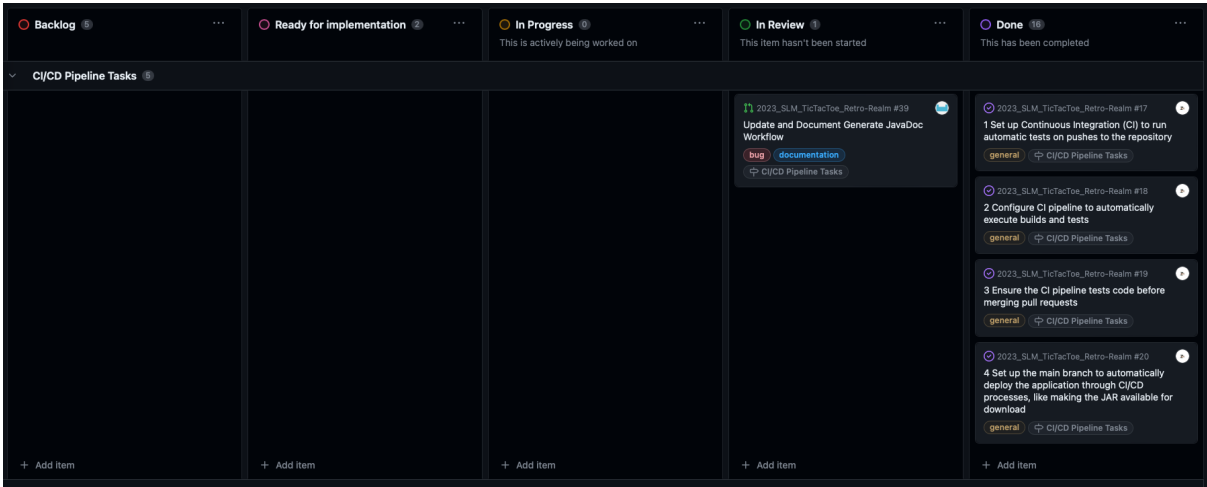 Backlog 5
Ready for implementation 2
In Progress 0
This is actively being worked on
In Review 1
This item hasn't been started
Done 16
This has been completed
CI/CD Pipeline Tasks 5
2023_SLM_TicTacToe_Retro-Realm #39
Update and Document Generate JavaDoc
Workflow
bug documentation
CI/CD Pipeline Tasks
2023_SLM_TicTacToe_Retro-Realm #17
1 Set up Continuous Integration (CI) to run
automatic tests on pushes to the repository
general CI/CD Pipeline Tasks
2023_SLM_TicTacToe_Retro-Realm #18
2 Configure CI pipeline to automatically
execute builds and tests
general CI/CD Pipeline Tasks
2023_SLM_TicTacToe_Retro-Realm #19
3 Ensure the CI pipeline tests code before
merging pull requests
general CI/CD Pipeline Tasks
2023_SLM_TicTacToe_Retro-Realm #20
4 Set up the main branch to automatically
deploy the application through CI/CD
processes, like making the JAR available for
download
general CI/CD Pipeline Tasks
+ Add item
+ Add item
+ Add item
+ Add item
+ Add item